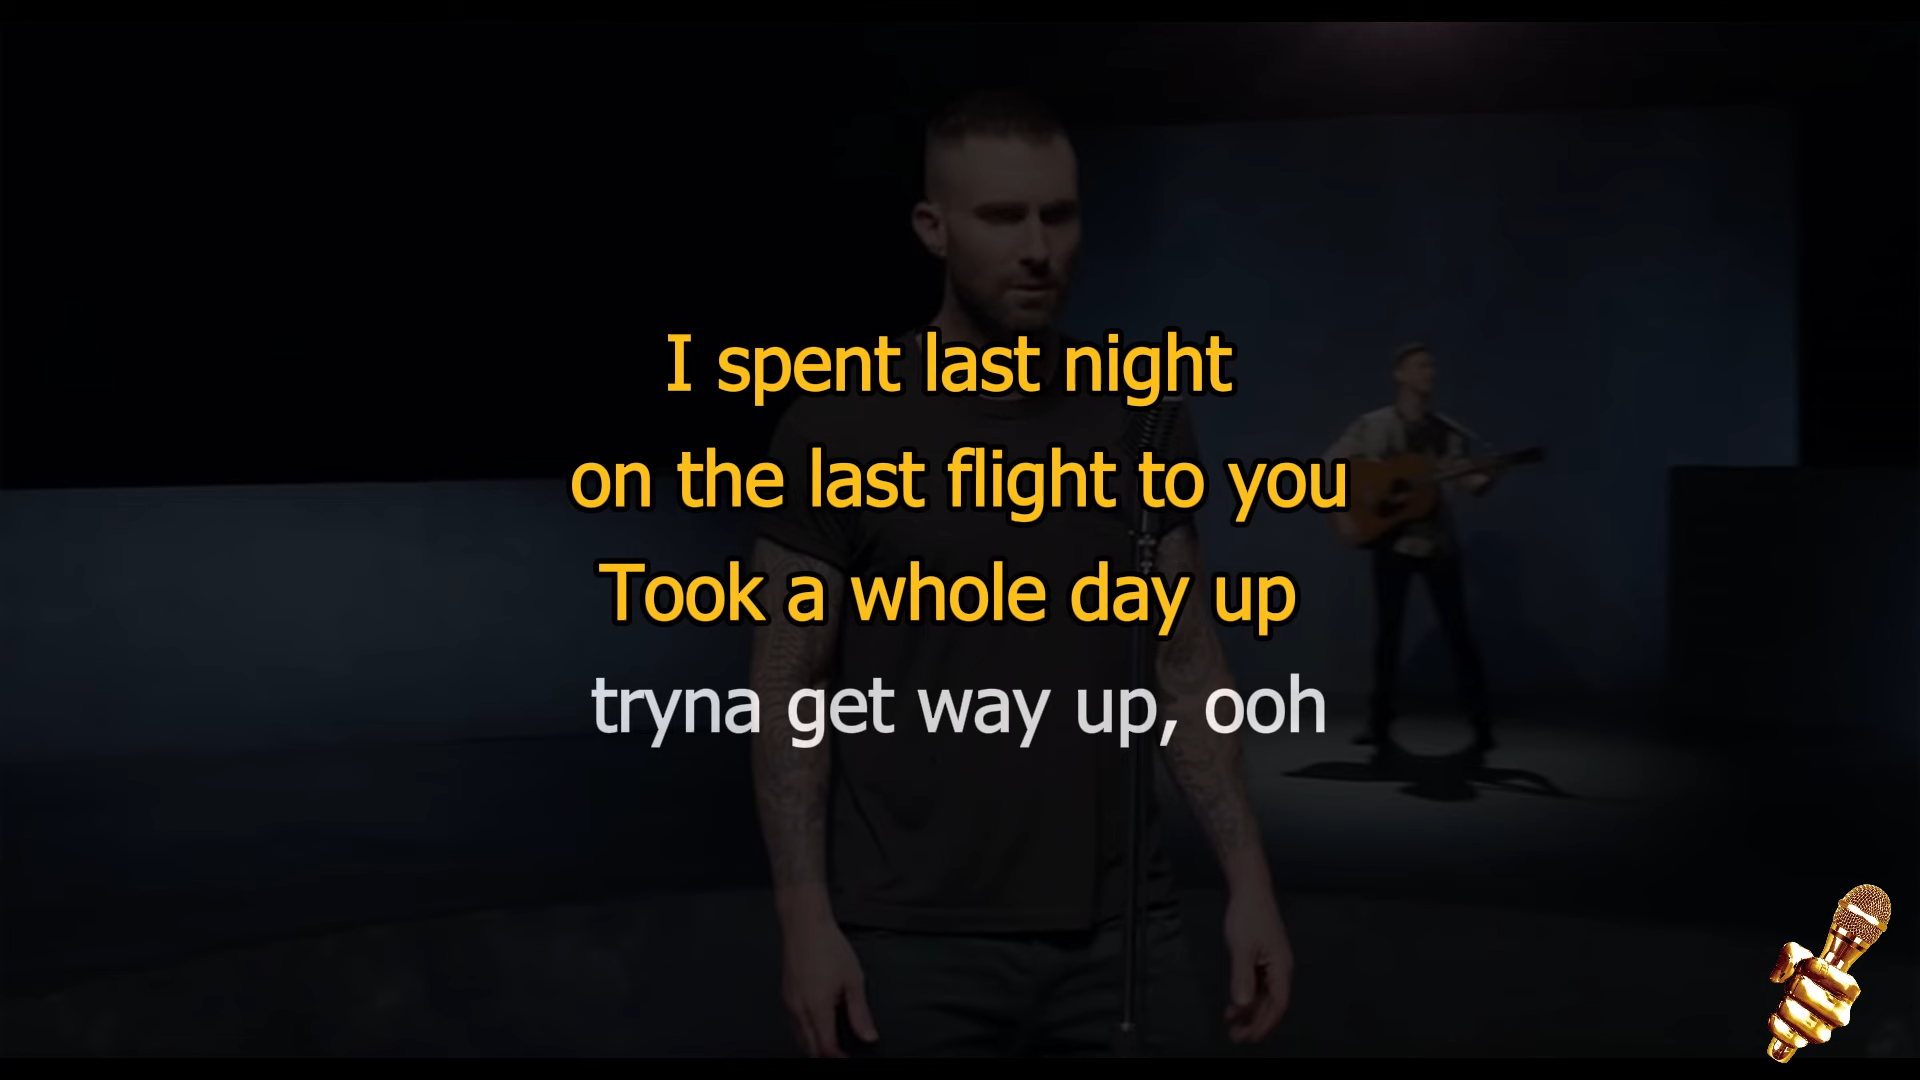 I spent last night
on the last flight to you
Took a whole day up
tryna get way up, ooh